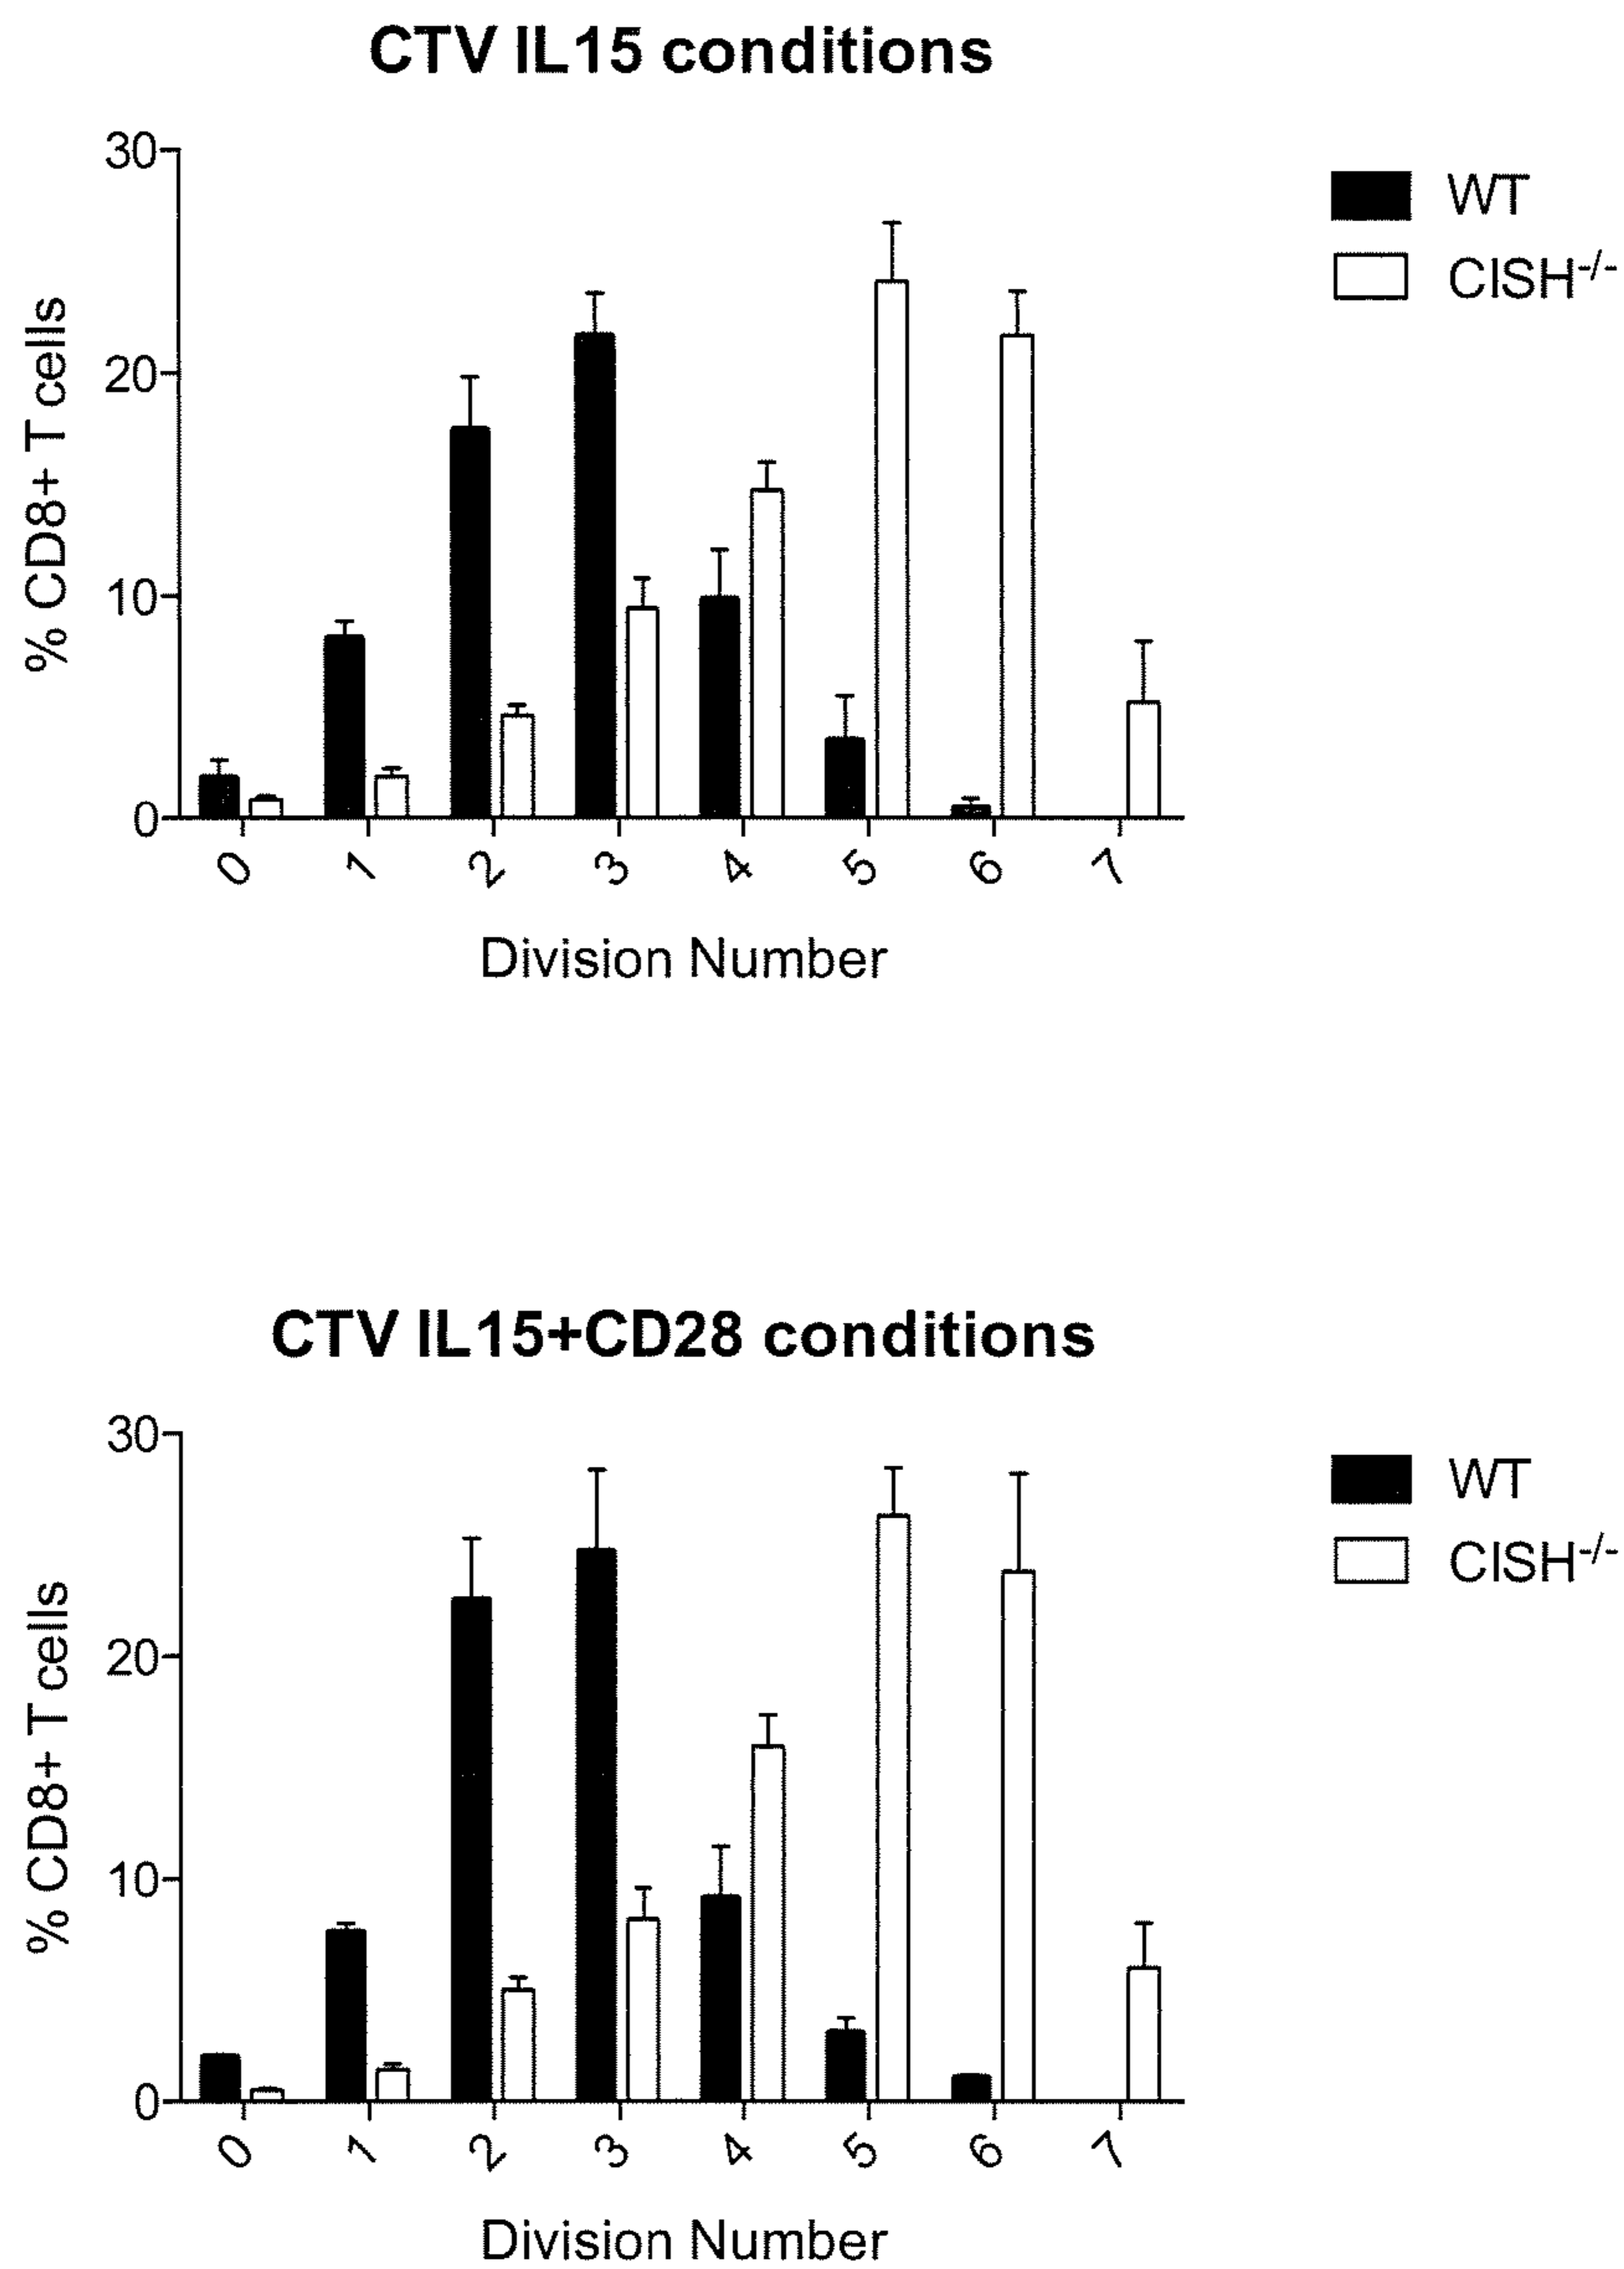 CTV IL15 conditions
30
20
10
0
% CD8+ T cells
0 1 2 3 4 5 6 7
Division Number
WT
CISH-/-
CTV IL15+CD28 conditions
30
20
10
0
% CD8+ T cells
0 1 2 3 4 5 6 7
Division Number
WT
CISH-/-